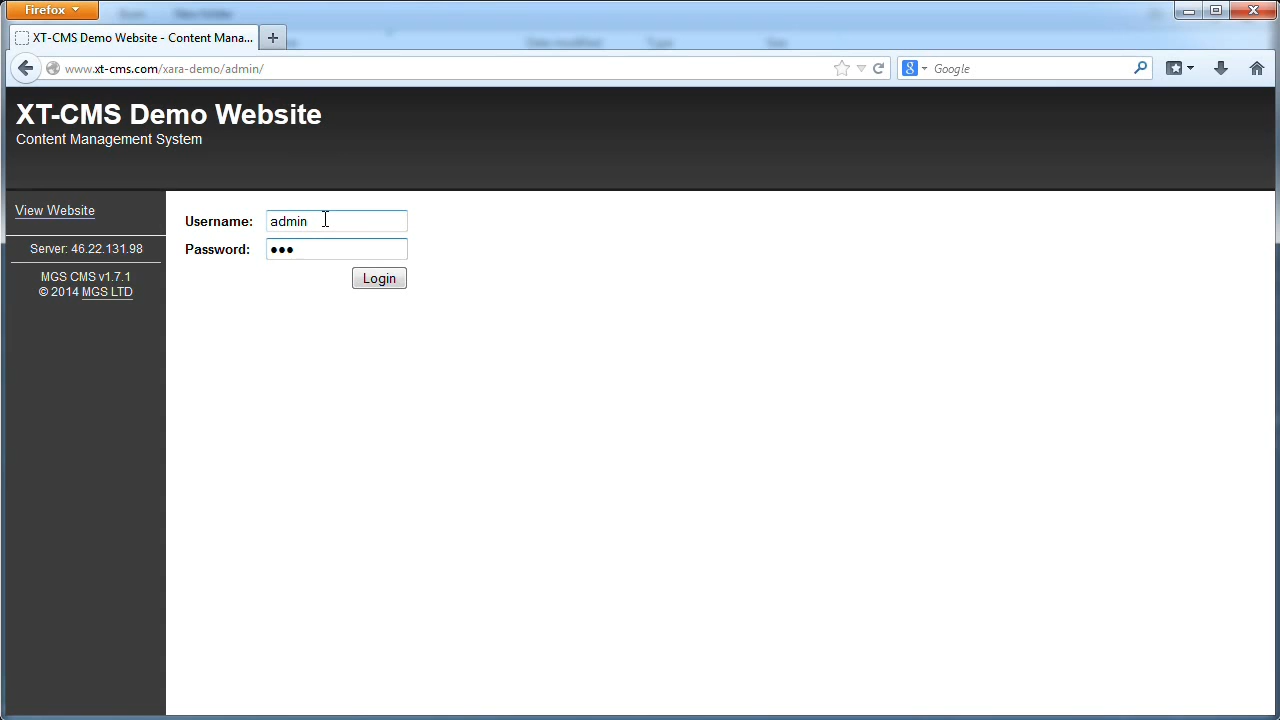 Firefox
XT-CMS Demo Website - Content Mana...
www.xt-cms.com/xara-demo/admin/
Google
XT-CMS Demo Website
Content Management System
View Website
Server: 46.22.131.98
MGS CMS v1.7.1
© 2014 MGS LTD
Username: admin
Password: ●●●
Login